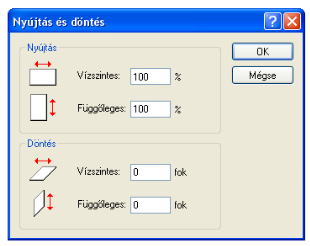 Nyújtás és döntés
Nyújtás
Vízszintes: 100 %
Függőleges: 100 %
OK
Mégse
Döntés
Vízszintes: 0 fok
Függőleges: 0 fok